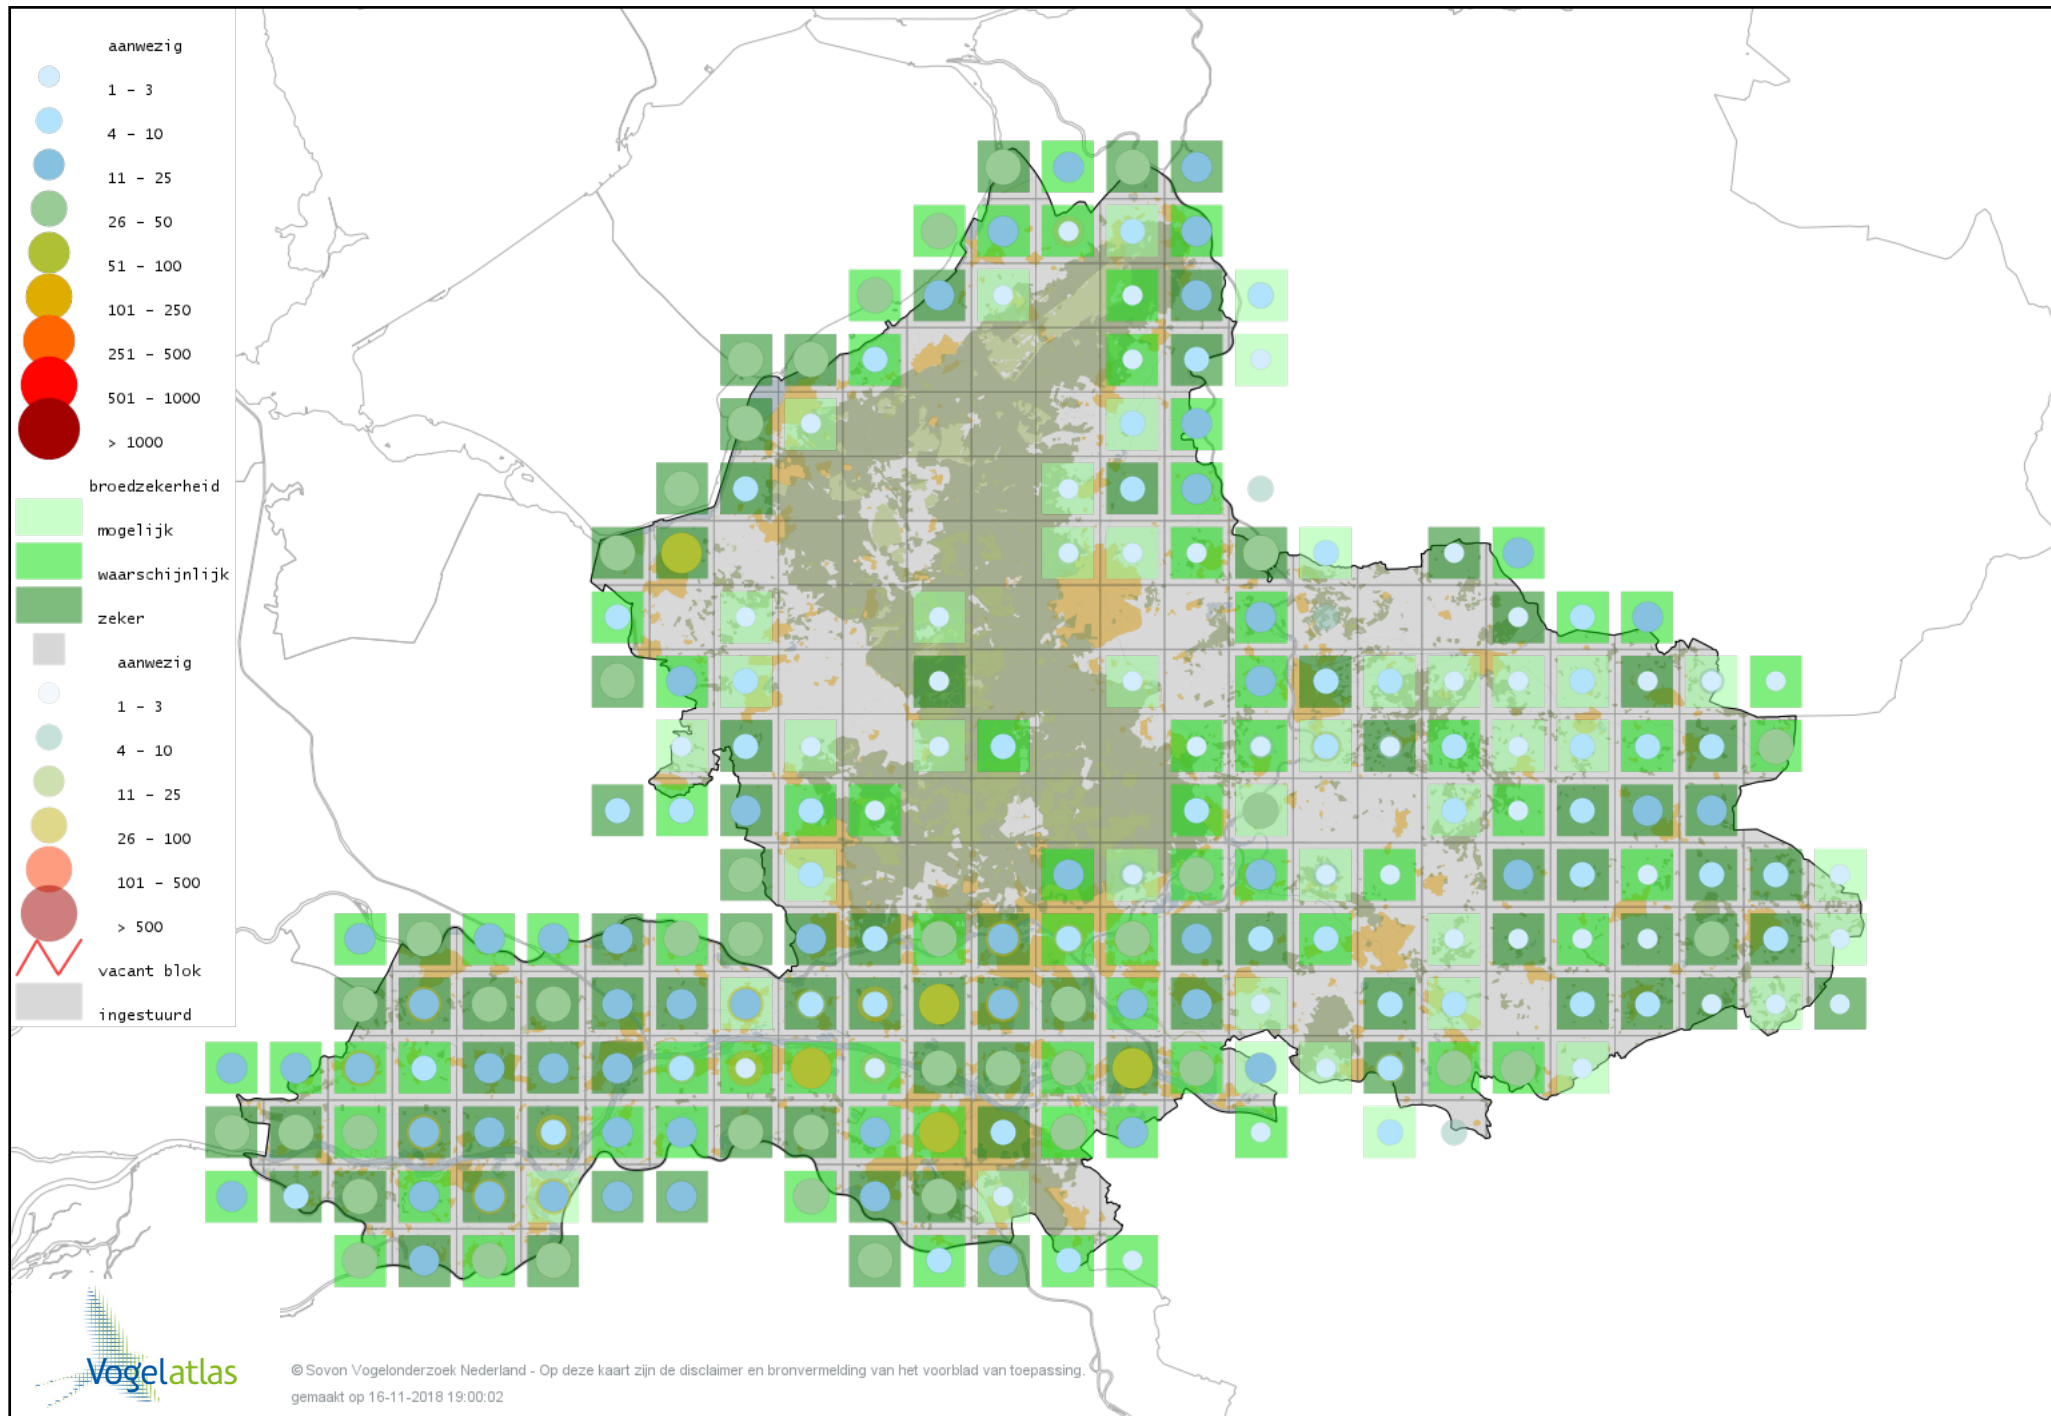 aanwezig
1 - 3
4 - 10
11 - 25
26 - 50
51 - 100
101 - 250
251 - 500
501 - 1000
> 1000
broedzekerheid
mogelijk
waarschijnlijk
zeker
aanwezig
1 - 3
4 - 10
11 - 25
26 - 100
101 - 500
> 500
vacant blok
ingestuurd
Vogelatlas
© Sovon Vogelonderzoek Nederland - Op deze kaart zijn de disclaimer en bronvermelding van het voorblad van toepassing.
gemaakt op 16-11-2018 19:00:02